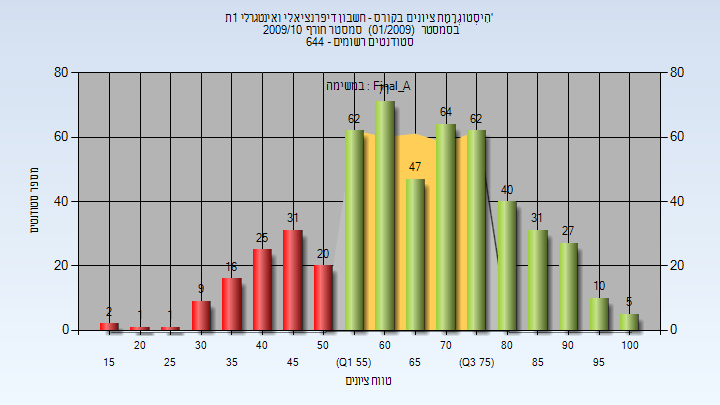 היסטוגרמת ציונים בקורס - חשבון דיפרנציאלי ואינטגרלי 1ת'
בסמסטר (01/2009) סמסטר חורף 2009/10
סטודנטים רשומים - 644
במשימה : Final_A
80 80
60 60
40 40
20 20
0 0
מספר סטודנטים
2 1 1 9 16 25 31 20 62 71 47 64 62 40 31 27 10 5
20 30 40 50 60 70 80 90 100
15 25 35 45 (Q1 55) 65 (Q3 75) 85 95
טווח ציונים